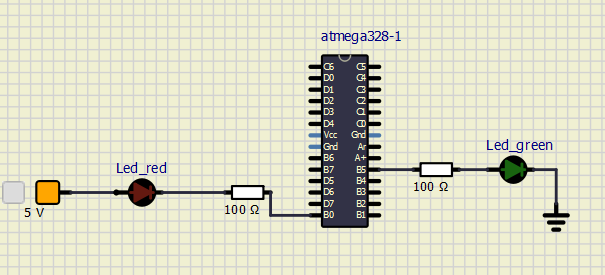 atmega328-1
C6 C5
D0 C4
D1 C3
D2 C2
D3 C1
D4 C0
Vcc Gnd
Gnd Ar
B6 A+
B7 B5
D5 B4
D6 B3
D7 B2
B0 B1
Led_red
Led_green
5 V
100 Ω
100 Ω